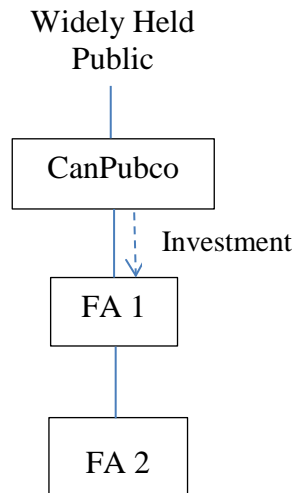 Widely Held
Public
CanPubco
Investment
FA 1
FA 2